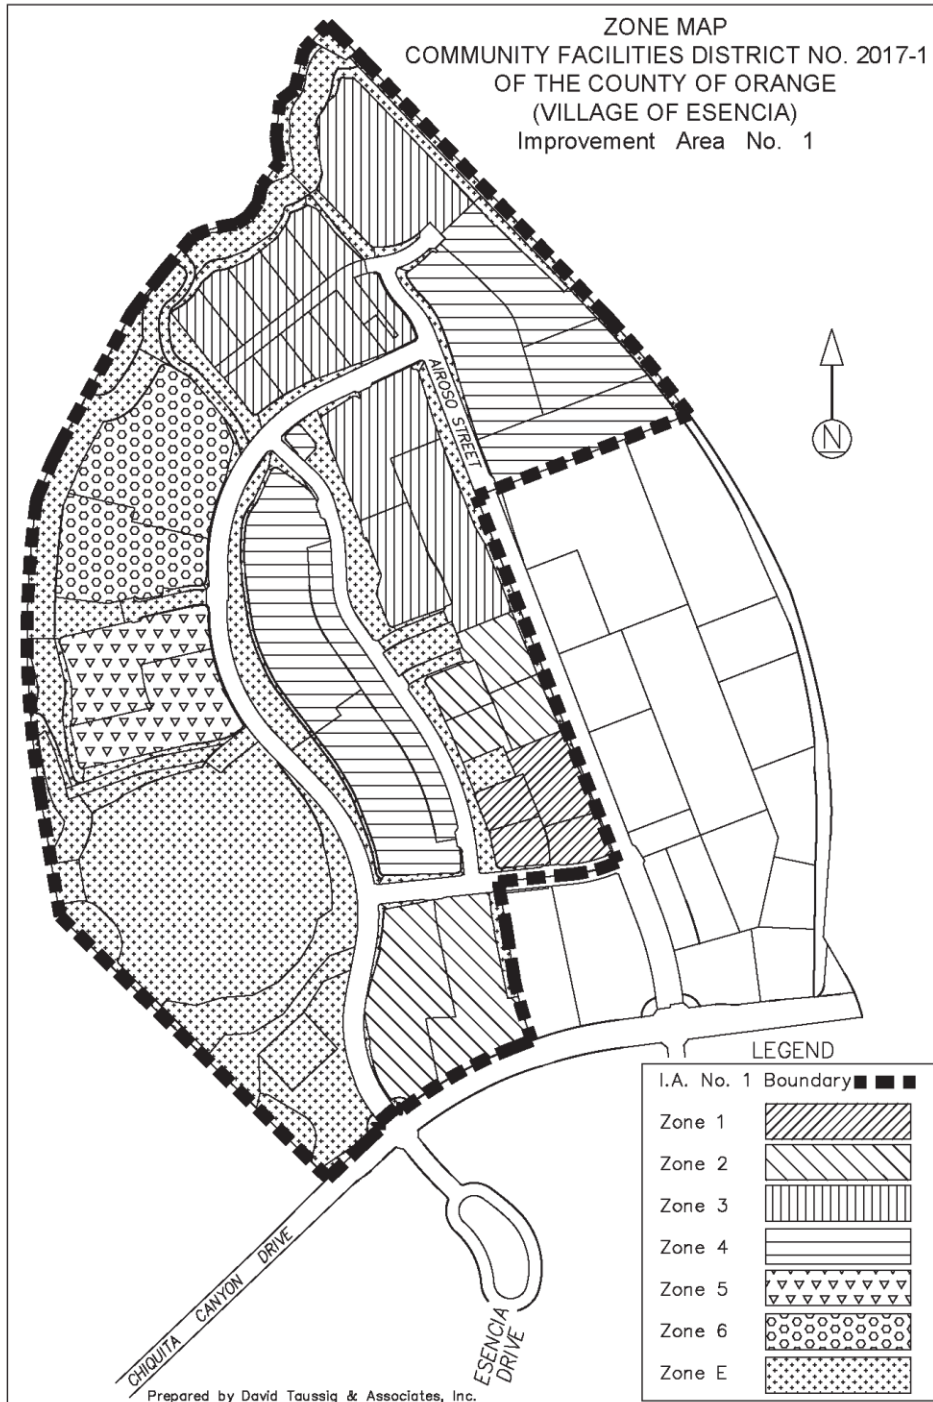 ZONE MAP
COMMUNITY FACILITIES DISTRICT NO. 2017-1
OF THE COUNTY OF ORANGE
(VILLAGE OF ESENCIA)
Improvement Area No. 1
AIROSO STREET
N
LEGEND
I.A. No. 1 Boundary
Zone 1
Zone 2
Zone 3
Zone 4
Zone 5
Zone 6
Zone E
CHIQUITA CANYON DRIVE
ESENCIA
DRIVE
Prepared by David Taussig & Associates, Inc.